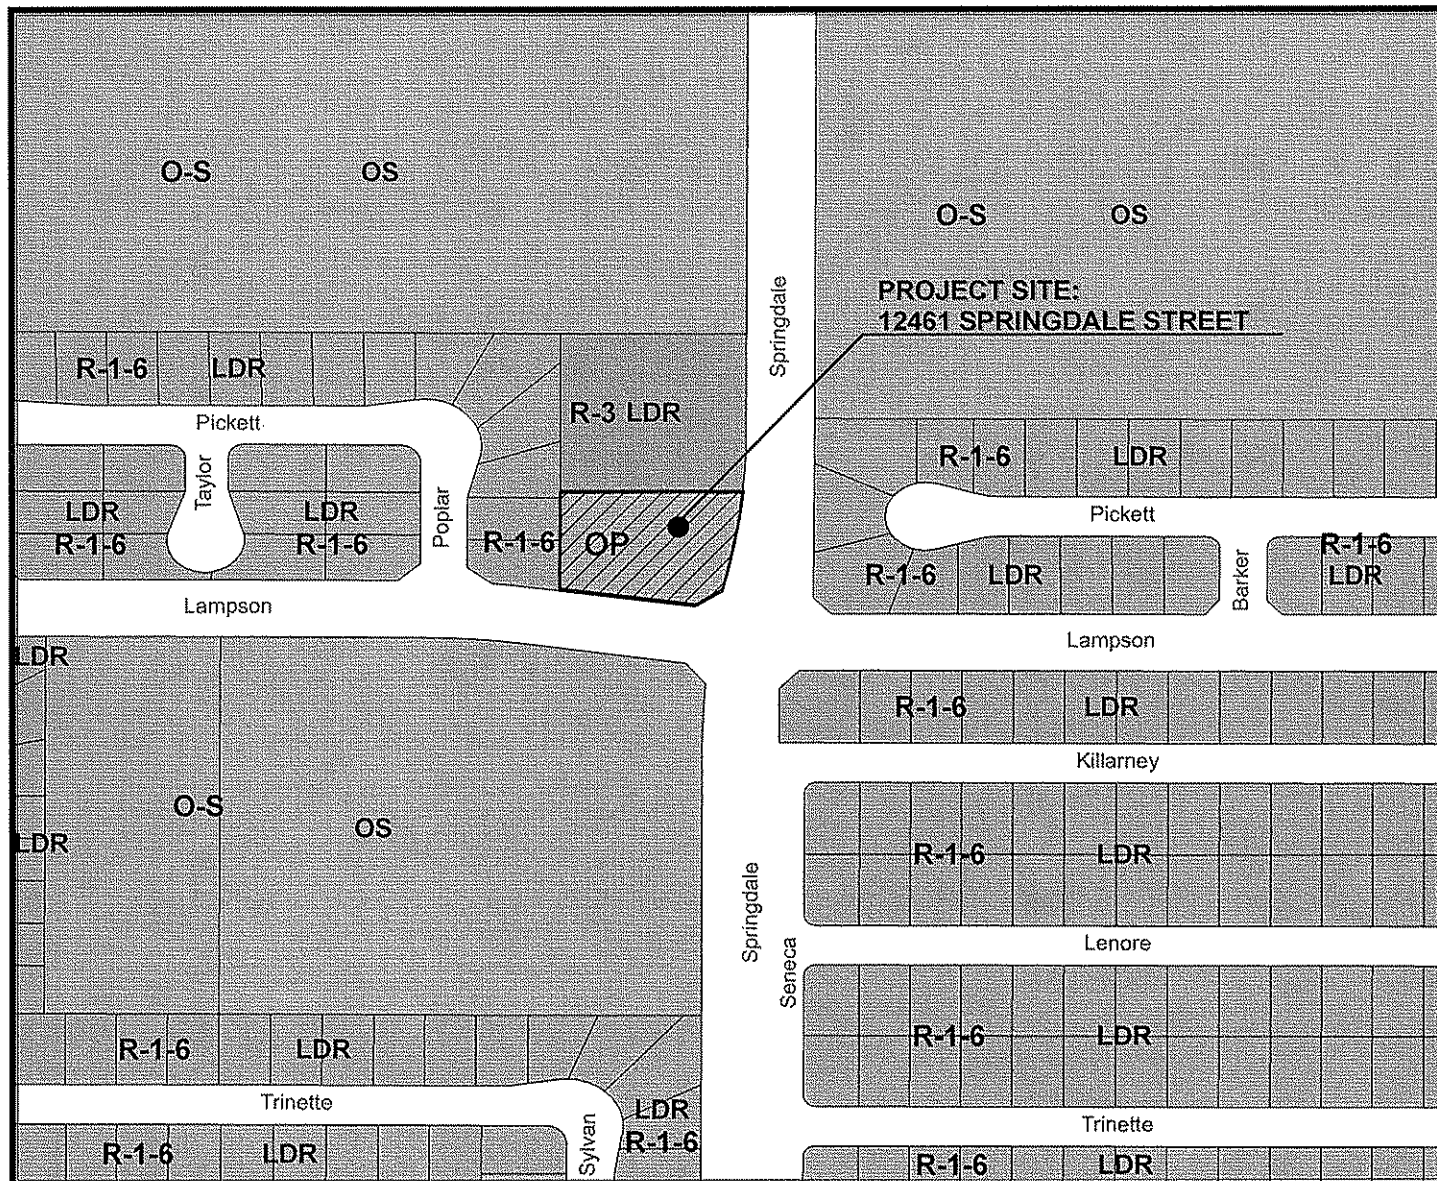 O-S OS
O-S OS
PROJECT SITE:
12461 SPRINGDALE STREET
Springdale
R-1-6 LDR
Pickett
R-3 LDR
R-1-6 LDR
Taylor
LDR
R-1-6
LDR
R-1-6
Poplar
R-1-6
OP
Pickett
R-1-6 LDR
Barker
R-1-6
LDR
Lampson
Lampson
LDR
R-1-6 LDR
Killarney
O-S
OS
LDR
R-1-6 LDR
Springdale
Seneca
Lenore
R-1-6 LDR
R-1-6 LDR
Trinette
Sylvan
LDR
R-1-6
Trinette
R-1-6 LDR
R-1-6 LDR